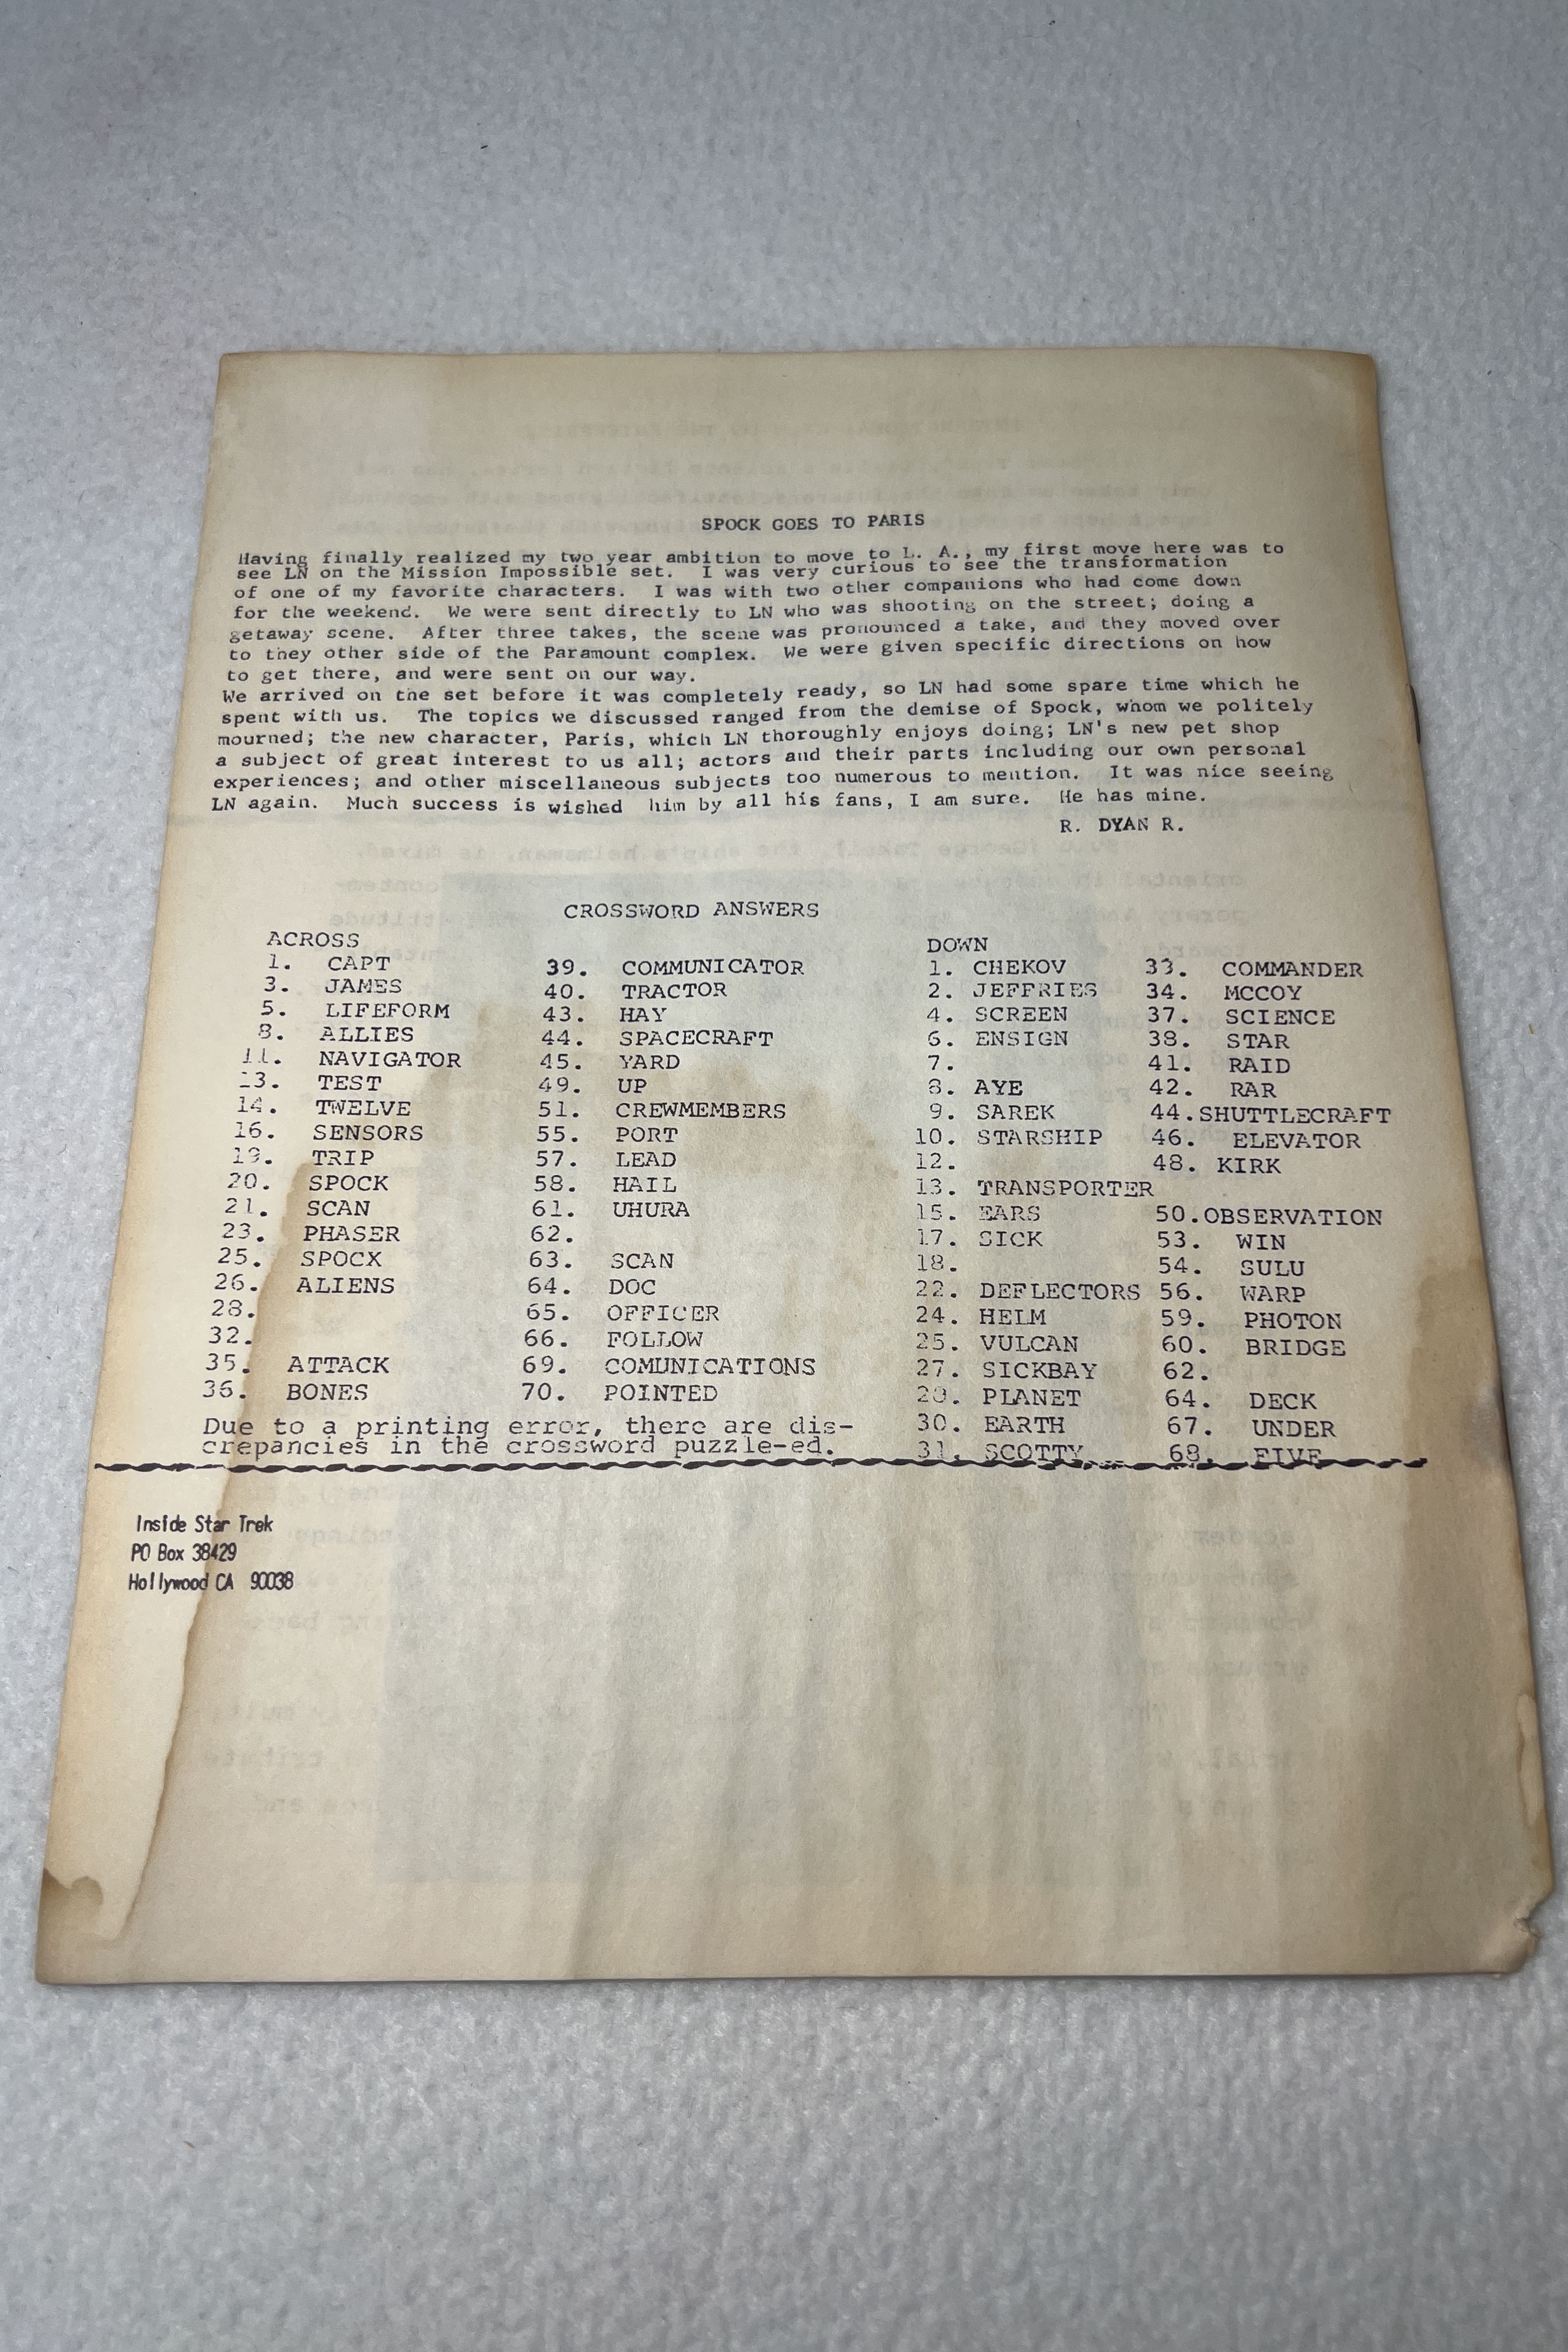 SPOCK GOES TO PARIS
Having finally realized my two year ambition to move to L. A., my first move here was to
see LN on the Mission Impossible set. I was very curious to see the transformation
of one of my favorite characters. I was with two other companions who had come down
for the weekend. We were sent directly to LN who was shooting on the street; doing a
getaway scene. After three takes, the scene was pronounced a take, and they moved over
to they other side of the Paramount complex. We were given specific directions on how
to get there, and were sent on our way.
We arrived on the set before it was completely ready, so LN had some spare time which he
spent with us. The topics we discussed ranged from the demise of Spock, whom we politely
mourned; the new character, Paris, which LN thoroughly enjoys doing; LN's new pet shop
a subject of great interest to us all; actors and their parts including our own personal
experiences; and other miscellaneous subjects too numerous to mention. It was nice seeing
LN again. Much success is wished him by all his fans, I am sure. He has mine.
R. DYAN R.
CROSSWORD ANSWERS
ACROSS
1. CAPT
3. JAMES
5. LIFEFORM
8. ALLIES
11. NAVIGATOR
13. TEST
14. TWELVE
16. SENSORS
19. TRIP
20. SPOCK
21. SCAN
23. PHASER
25. SPOCX
26. ALIENS
28.
32.
35. ATTACK
36. BONES
39. COMMUNICATOR
40. TRACTOR
43. HAY
44. SPACECRAFT
45. YARD
49. UP
51. CREWMEMBERS
55. PORT
57. LEAD
58. HAIL
61. UHURA
62.
63. SCAN
64. DOC
65. OFFICER
66. FOLLOW
69. COMUNICATIONS
70. POINTED
Due to a printing error, there are dis-
crepancies in the crossword puzzle-ed.
DOWN
1. CHEKOV
2. JEFFRIES
4. SCREEN
6. ENSIGN
7.
8. AYE
9. SAREK
10. STARSHIP
12.
13. TRANSPORTER
15. EARS
17. SICK
18.
22. DEFLECTORS
24. HELM
25. VULCAN
27. SICKBAY
29. PLANET
30. EARTH
31. SCOTTY
33. COMMANDER
34. MCCOY
37. SCIENCE
38. STAR
41. RAID
42. RAR
44.SHUTTLECRAFT
46. ELEVATOR
48. KIRK
50.OBSERVATION
53. WIN
54. SULU
56. WARP
59. PHOTON
60. BRIDGE
62.
64. DECK
67. UNDER
68. FIVE
Inside Star Trek
PO Box 38429
Hollywood CA 90038